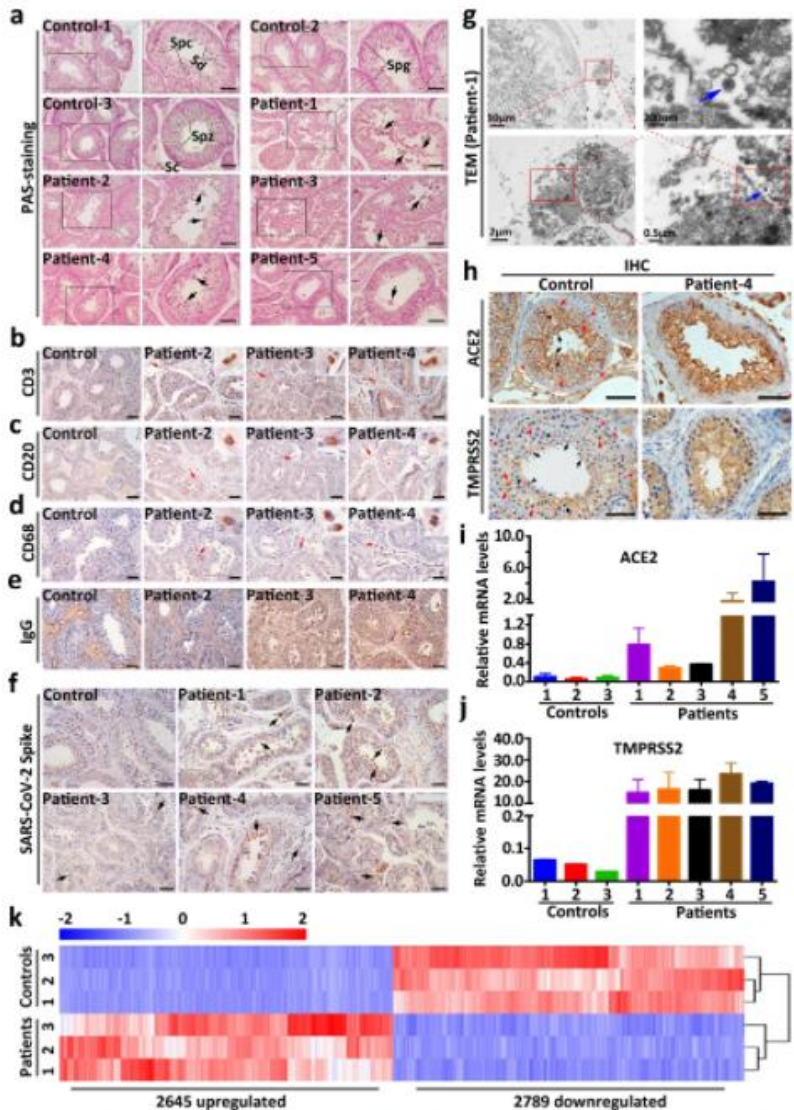 a
PAS-staining
Control-1
Spc
Sd
Control-2
Spg
Control-3
Spz
Sc
Patient-1
Patient-2
Patient-3
Patient-4
Patient-5
b
CD3
Control
Patient-2
Patient-3
Patient-4
c
CD20
Control
Patient-2
Patient-3
Patient-4
d
CD68
Control
Patient-2
Patient-3
Patient-4
e
IgG
Control
Patient-2
Patient-3
Patient-4
f
SARS-CoV-2 Spike
Control
Patient-1
Patient-2
Patient-3
Patient-4
Patient-5
g
TEM (Patient-1)
10μm
200nm
2μm
0.5μm
h
IHC
Control
Patient-4
ACE2
TMPRSS2
i
ACE2
Relative mRNA levels
10.0
6.0
2.0
1.2
0.8
0.4
0.0
1 2 3 1 2 3 4 5
Controls
Patients
j
TMPRSS2
Relative mRNA levels
40.0
30.0
20.0
10.0
0.2
0.1
0.0
1 2 3 1 2 3 4 5
Controls
Patients
k
-2 -1 0 1 2
Controls
3
2
1
Patients
3
2
1
2645 upregulated
2789 downregulated